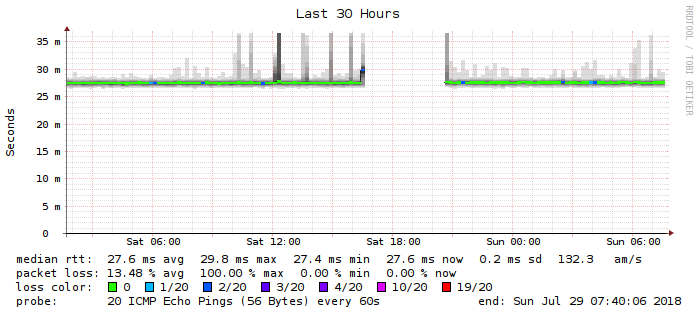 Last 30 Hours
RRDTOOL / TOBI OETIKER
Seconds
35 m
30 m
25 m
20 m
15 m
10 m
5 m
0
Sat 06:00 Sat 12:00 Sat 18:00 Sun 00:00 Sun 06:00
median rtt: 27.6 ms avg 29.8 ms max 27.4 ms min 27.6 ms now 0.2 ms sd 132.3 am/s
packet loss: 13.48 % avg 100.00 % max 0.00 % min 0.00 % now
loss color: 0 1/20 2/20 3/20 4/20 10/20 19/20
probe: 20 ICMP Echo Pings (56 Bytes) every 60s end: Sun Jul 29 07:40:06 2018